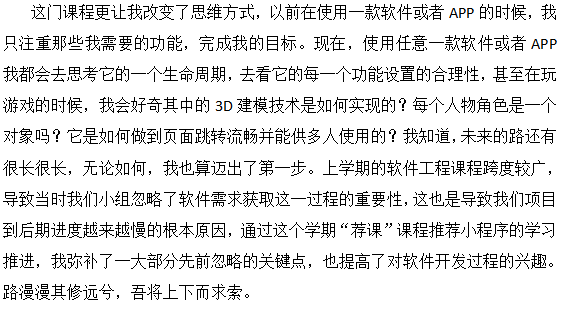 这门课程更让我改变了思维方式，以前在使用一款软件或者 APP 的时候，我
只注重那些我需要的功能，完成我的目标。现在，使用任意一款软件或者 APP
我都会去思考它的一个生命周期，去看它的每一个功能设置的合理性，甚至在玩
游戏的时候，我会好奇其中的 3D 建模技术是如何实现的？每个人物角色是一个
对象吗？它是如何做到页面跳转流畅并能供多人使用的？我知道，未来的路还有
很长很长，无论如何，我也算迈出了第一步。上学期的软件工程课程跨度较广，
导致当时我们小组忽略了软件需求获取这一过程的重要性，这也是导致我们项目
到后期进度越来越慢的根本原因，通过这个学期“荐课”课程推荐小程序的学习
推进，我弥补了一大部分先前忽略的关键点，也提高了对软件开发过程的兴趣。
路漫漫其修远兮，吾将上下而求索。